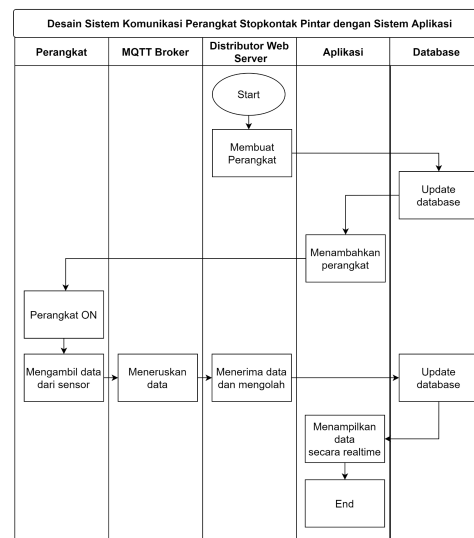 Desain Sistem Komunikasi Perangkat Stopkontak Pintar dengan Sistem Aplikasi
Perangkat
MQTT Broker
Distributor Web
Server
Aplikasi
Database
Start
Membuat
Perangkat
Update
database
Menambahkan
perangkat
Perangkat ON
Mengambil data
dari sensor
Meneruskan
data
Menerima data
dan mengolah
Update
database
Menampilkan
data
secara realtime
End